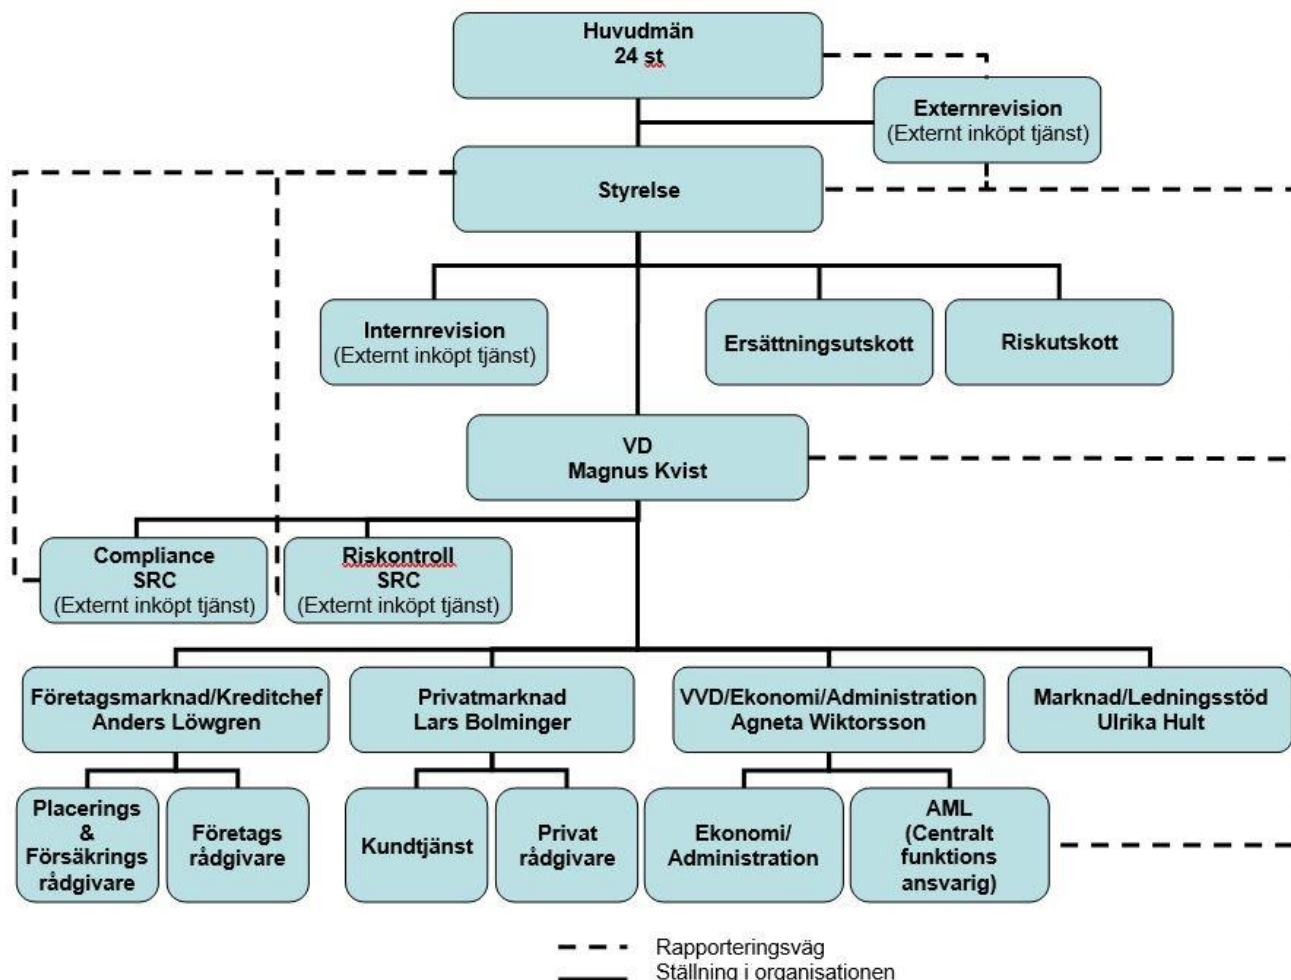 Huvudmän
24 st
Externrevision
(Externt inköpt tjänst)
Styrelse
Internrevision
(Externt inköpt tjänst)
Ersättningsutskott
Riskutskott
VD
Magnus Kvist
Compliance
SRC
(Externt inköpt tjänst)
Riskontroll
SRC
(Externt inköpt tjänst)
Företagsmarknad/Kreditchef
Anders Löwgren
Privatmarknad
Lars Bolminger
VVD/Ekonomi/Administration
Agneta Wiktorsson
Marknad/Ledningsstöd
Ulrika Hult
Placerings
&
Försäkrings
rådgivare
Företags
rådgivare
Kundtjänst
Privat
rådgivare
Ekonomi/
Administration
AML
(Centralt
funktions
ansvarig)
Rapporteringsväg
Ställning i organisationen